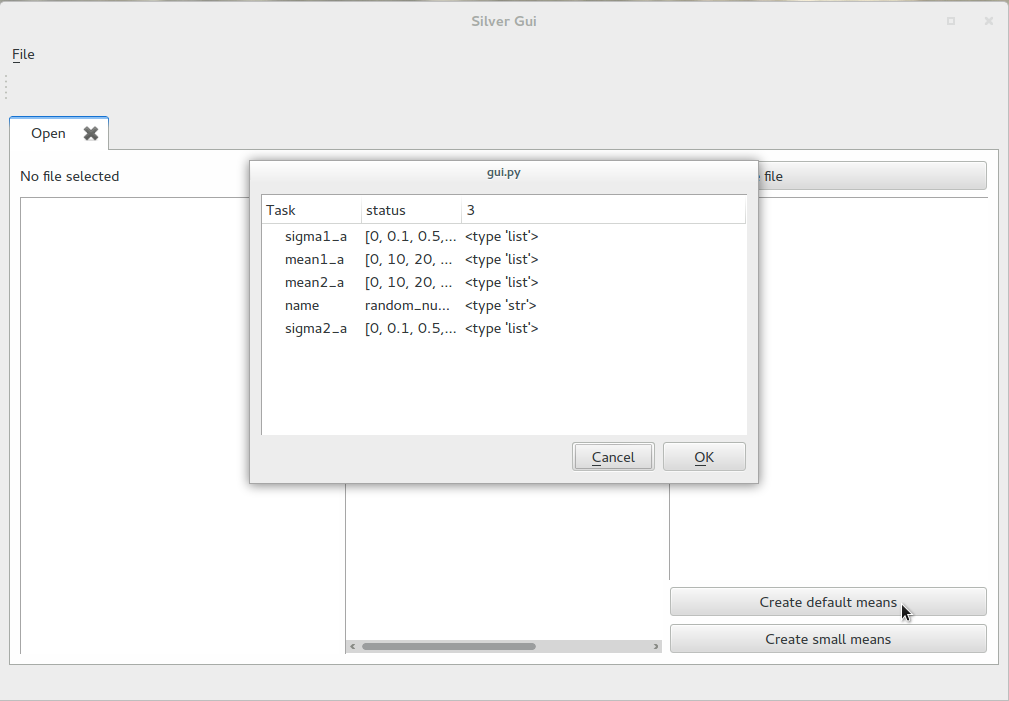 Silver Gui
File
Open
No file selected
file
gui.py
Task status 3
sigma1_a [0, 0.1, 0.5,... <type 'list'>
mean1_a [0, 10, 20, ... <type 'list'>
mean2_a [0, 10, 20, ... <type 'list'>
name random_nu... <type 'str'>
sigma2_a [0, 0.1, 0.5,... <type 'list'>
Cancel OK
Create default means
Create small means